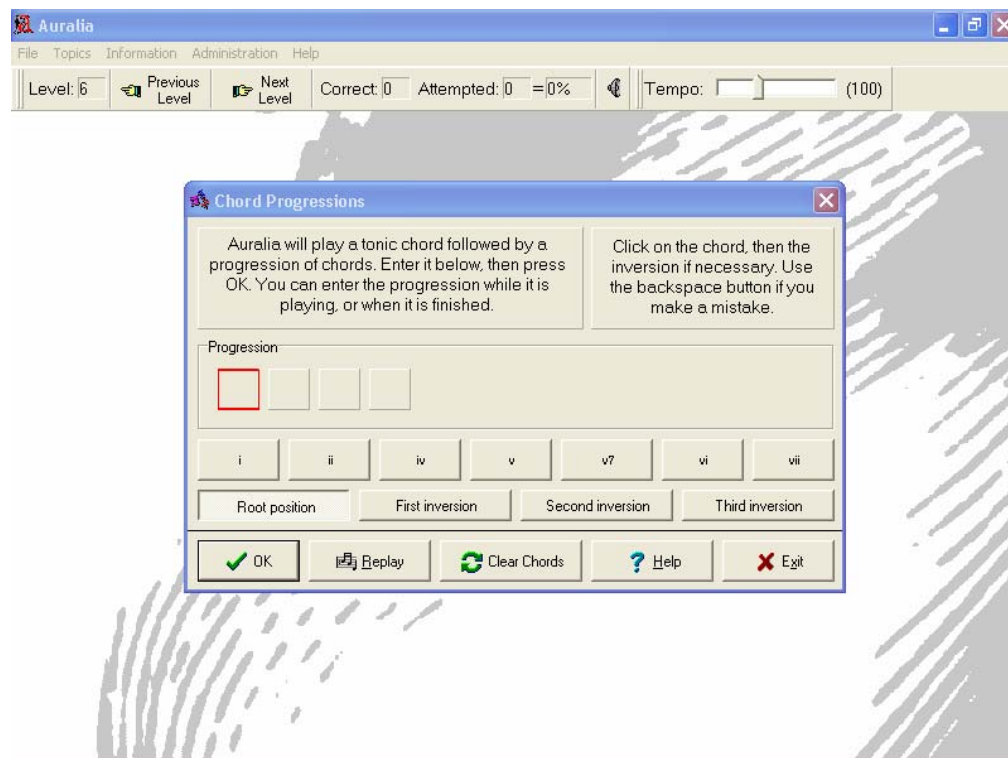 Auralia
File Topics Information Administration Help
Level: 6 Previous Level Next Level Correct: 0 Attempted: 0 =0% Tempo: (100)
Chord Progressions
Auralia will play a tonic chord followed by a
progression of chords. Enter it below, then press
OK. You can enter the progression while it is
playing, or when it is finished.
Click on the chord, then the
inversion if necessary. Use
the backspace button if you
make a mistake.
Progression
i ii iv v v7 vi vii
Root position First inversion Second inversion Third inversion
OK Replay Clear Chords Help Exit